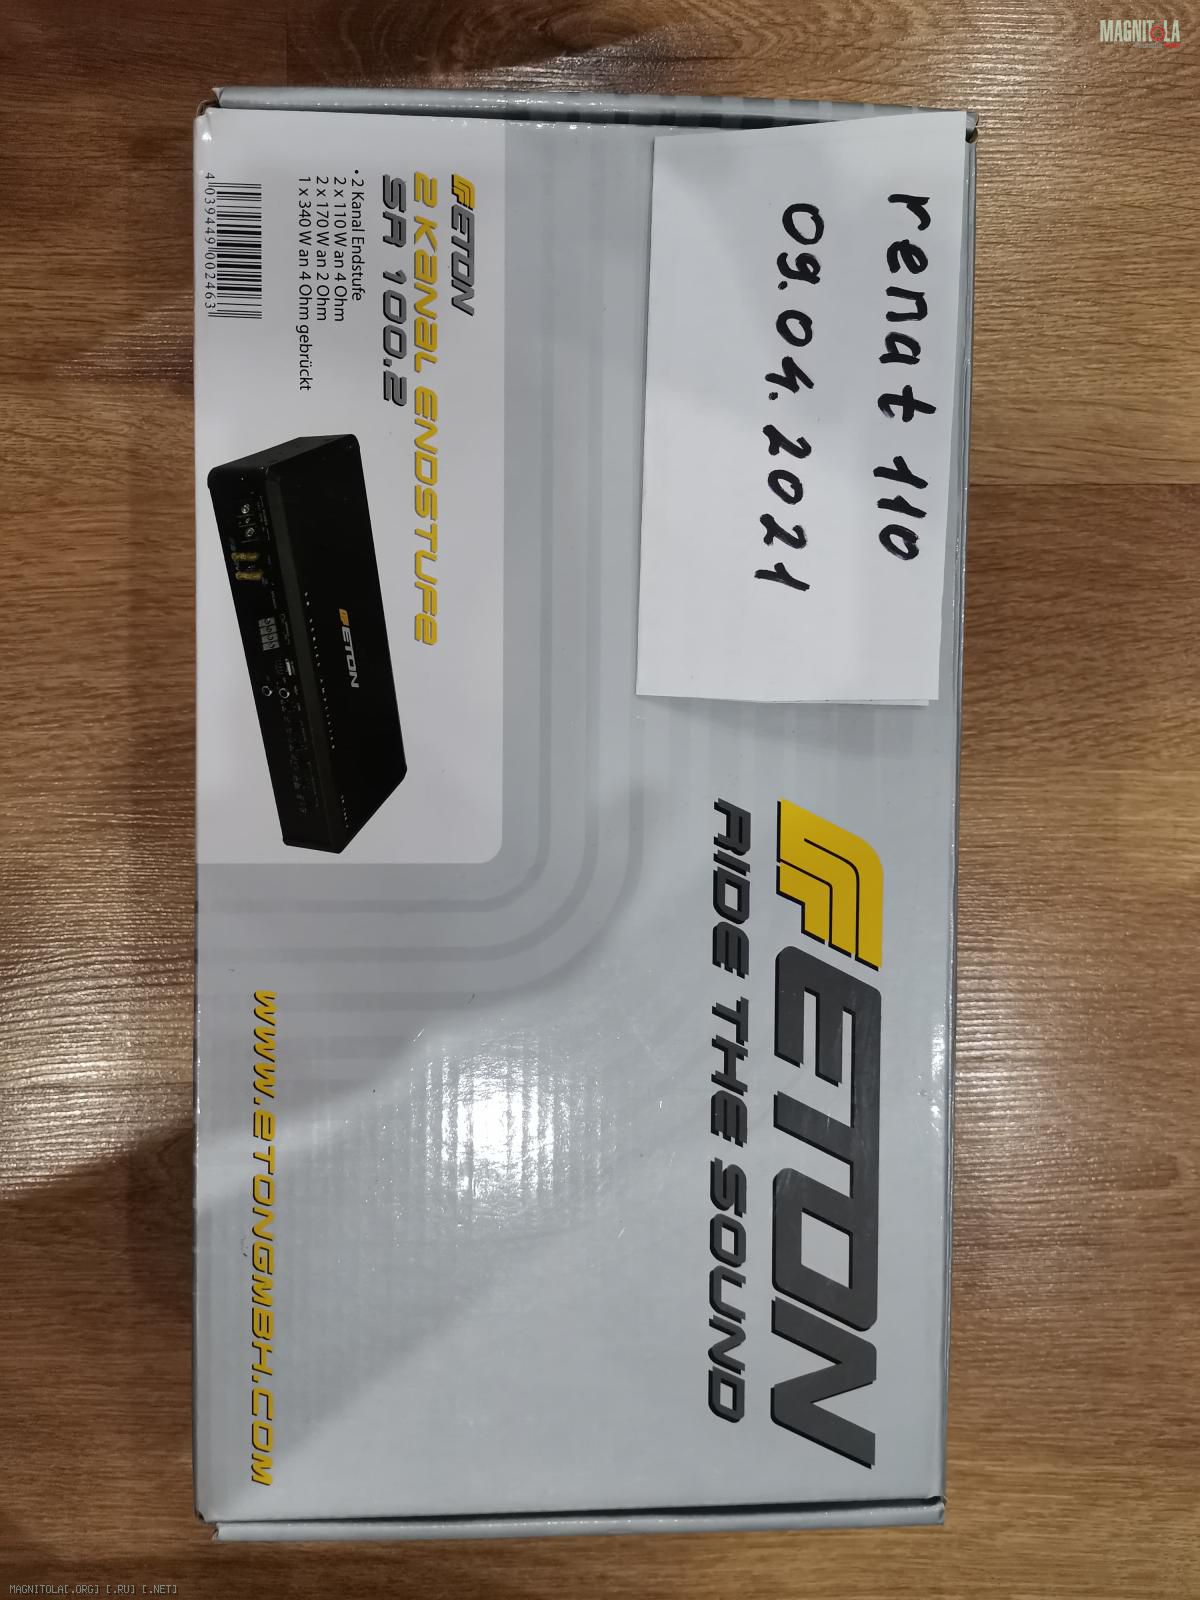 renat 110
09.04.2021
ETON
RIDE THE SOUND
ETON
2 KANAL ENDSTUFE
SR 100.2
• 2 Kanal Endstufe
2 x 110 W an 4 Ohm
2 x 170 W an 2 Ohm
1 x 340 W an 4 Ohm gebrückt
4 039449 002463
ETON
WWW.ETONGMBH.COM
MAGNITOLA
MAGNITOLA[.ORG] [.RU] [.NET]